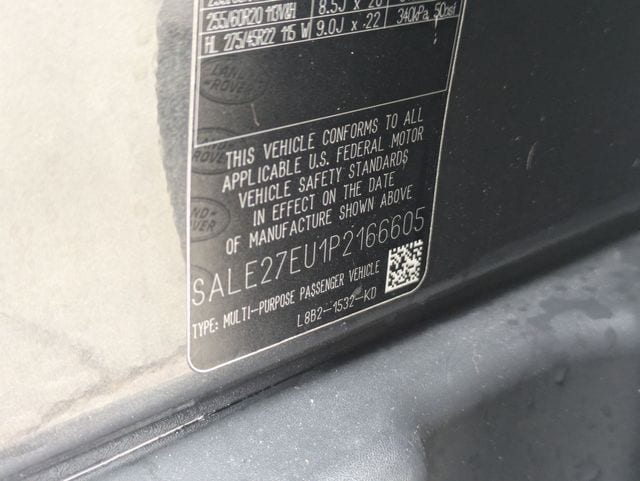 255/60R20 113V&H 8.5J x 20
HL 275/45R22 115 W 9.0J x 22 340kPa, 50psi
LAND-
-ROVER
THIS VEHICLE CONFORMS TO ALL
APPLICABLE U.S. FEDERAL MOTOR
VEHICLE SAFETY STANDARDS
IN EFFECT ON THE DATE
OF MANUFACTURE SHOWN ABOVE
SALE27EU1P2166605
TYPE: MULTI-PURPOSE PASSENGER VEHICLE
L8B2-1532-KD